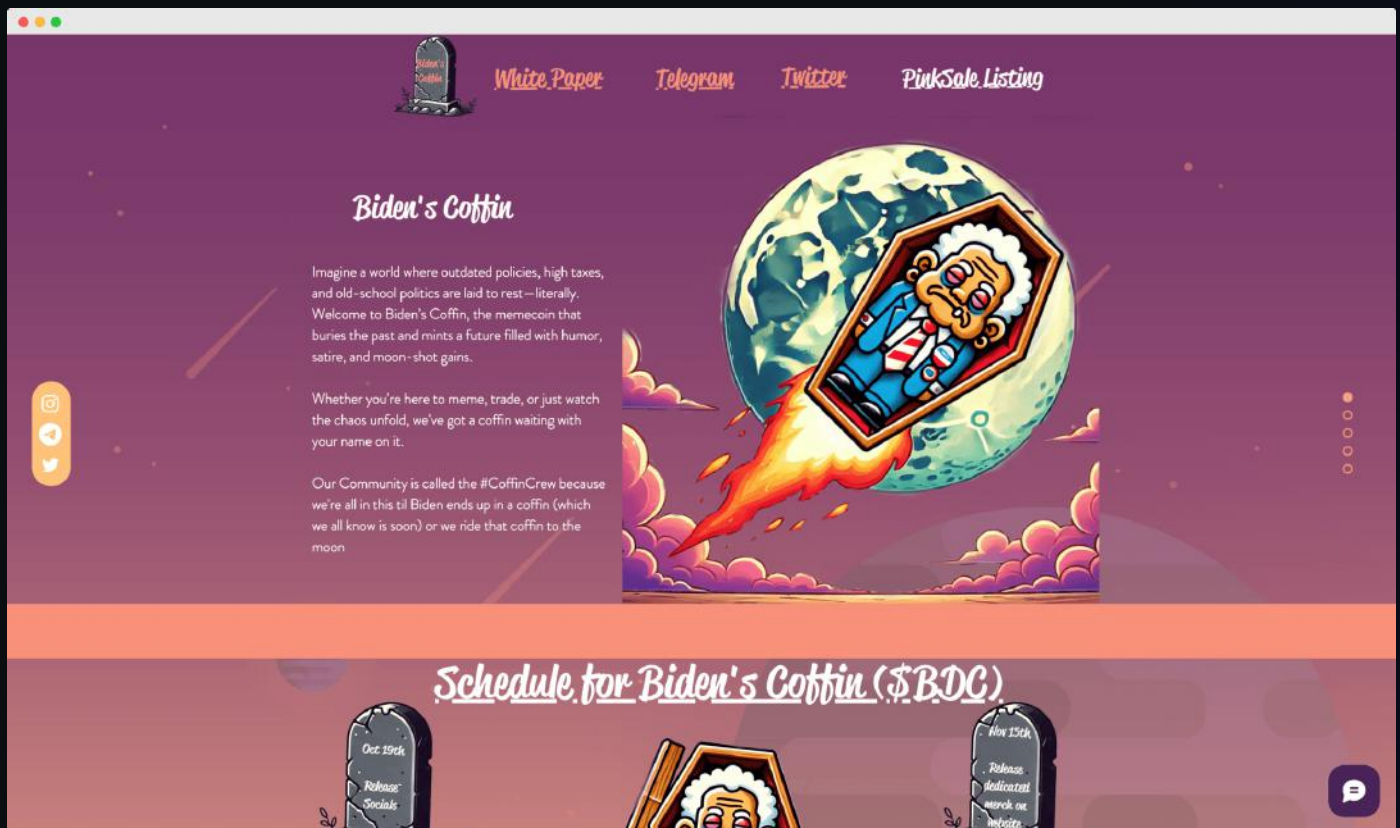 Biden's
Coffin
White Paper
Telegram
Twitter
PinkSale Listing
Biden's Coffin
Imagine a world where outdated policies, high taxes,
and old-school politics are laid to rest—literally.
Welcome to Biden's Coffin, the memecoin that
buries the past and mints a future filled with humor,
satire, and moon-shot gains.
Whether you're here to meme, trade, or just watch
the chaos unfold, we've got a coffin waiting with
your name on it.
Our Community is called the #CoffinCrew because
we're all in this til Biden ends up in a coffin (which
we all know is soon) or we ride that coffin to the
moon
Schedule for Biden's Coffin ($BDC)
Oct 19th
Release
Socials
Nov 15th
Release
dedicated
merch on
website